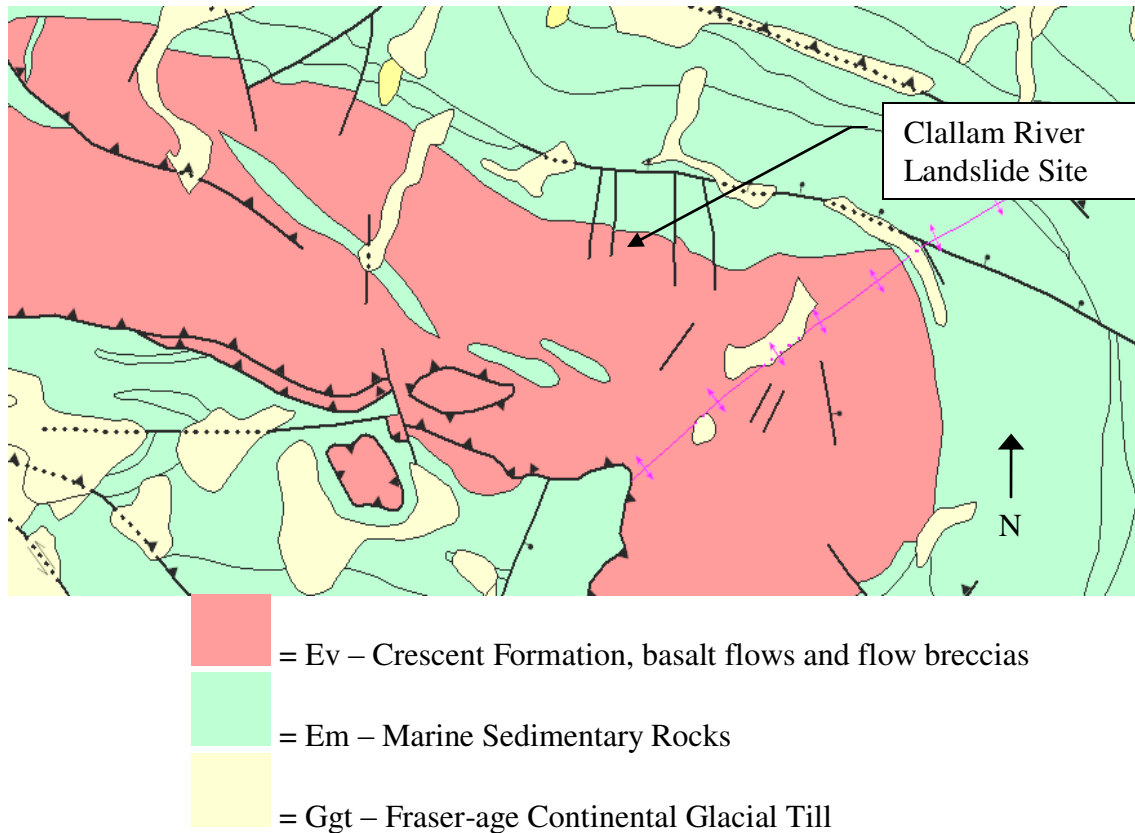 Clallam River
Landslide Site
N
= Ev – Crescent Formation, basalt flows and flow breccias
= Em – Marine Sedimentary Rocks
= Ggt – Fraser-age Continental Glacial Till